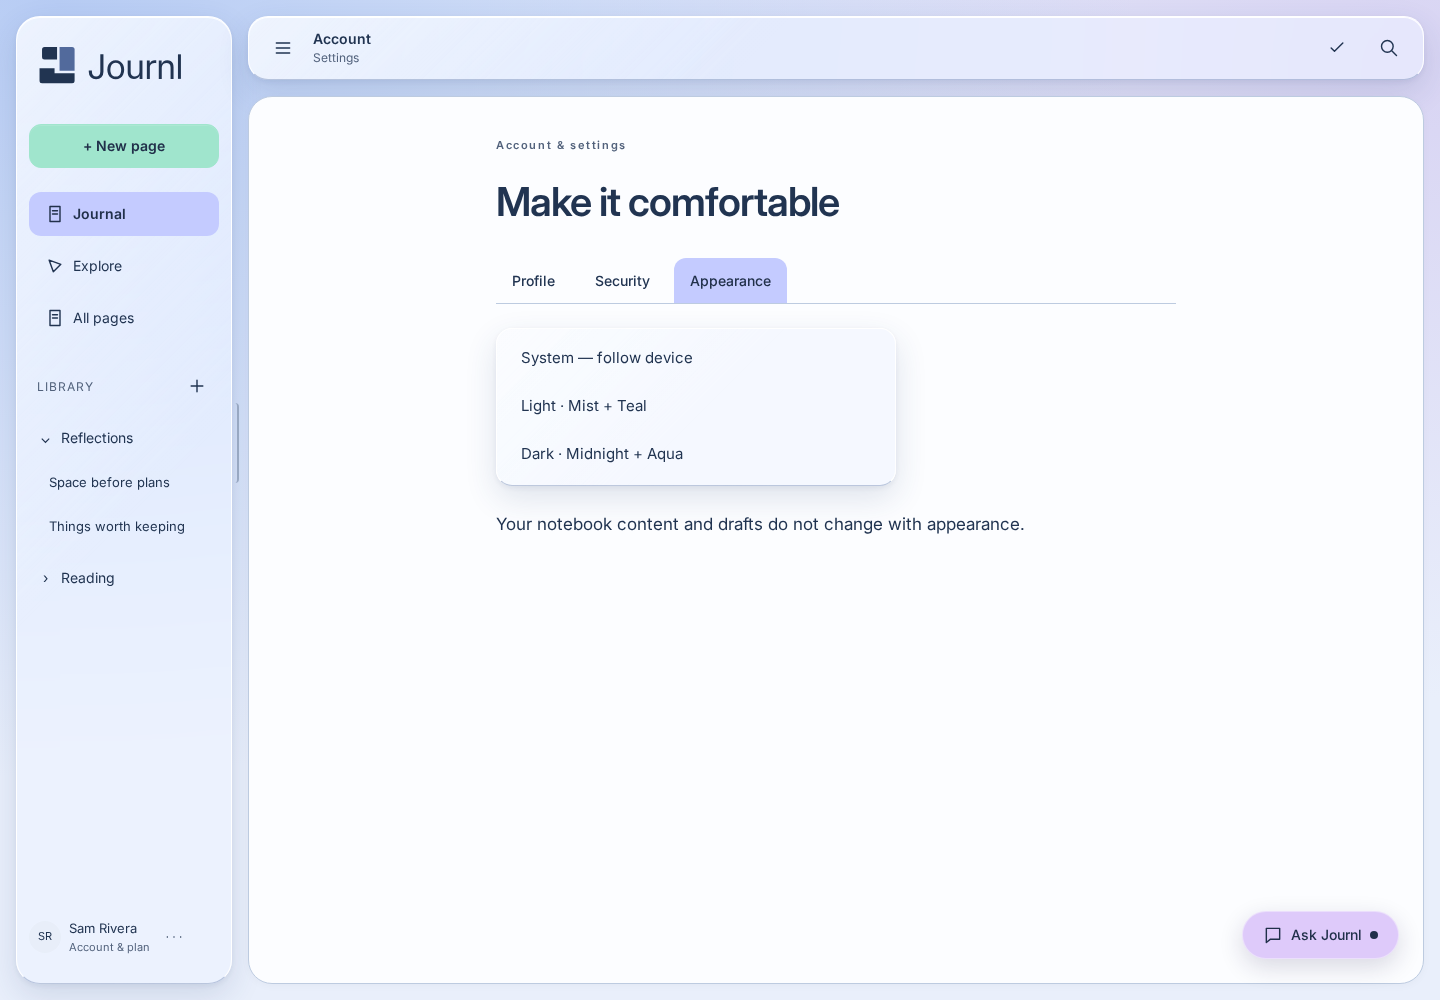 Journl
+ New page
Journal
Explore
All pages
LIBRARY
Reflections
Space before plans
Things worth keeping
Reading
SR
Sam Rivera
Account & plan
Account
Settings
Account & settings
Make it comfortable
Profile
Security
Appearance
System — follow device
Light · Mist + Teal
Dark · Midnight + Aqua
Your notebook content and drafts do not change with appearance.
Ask Journl